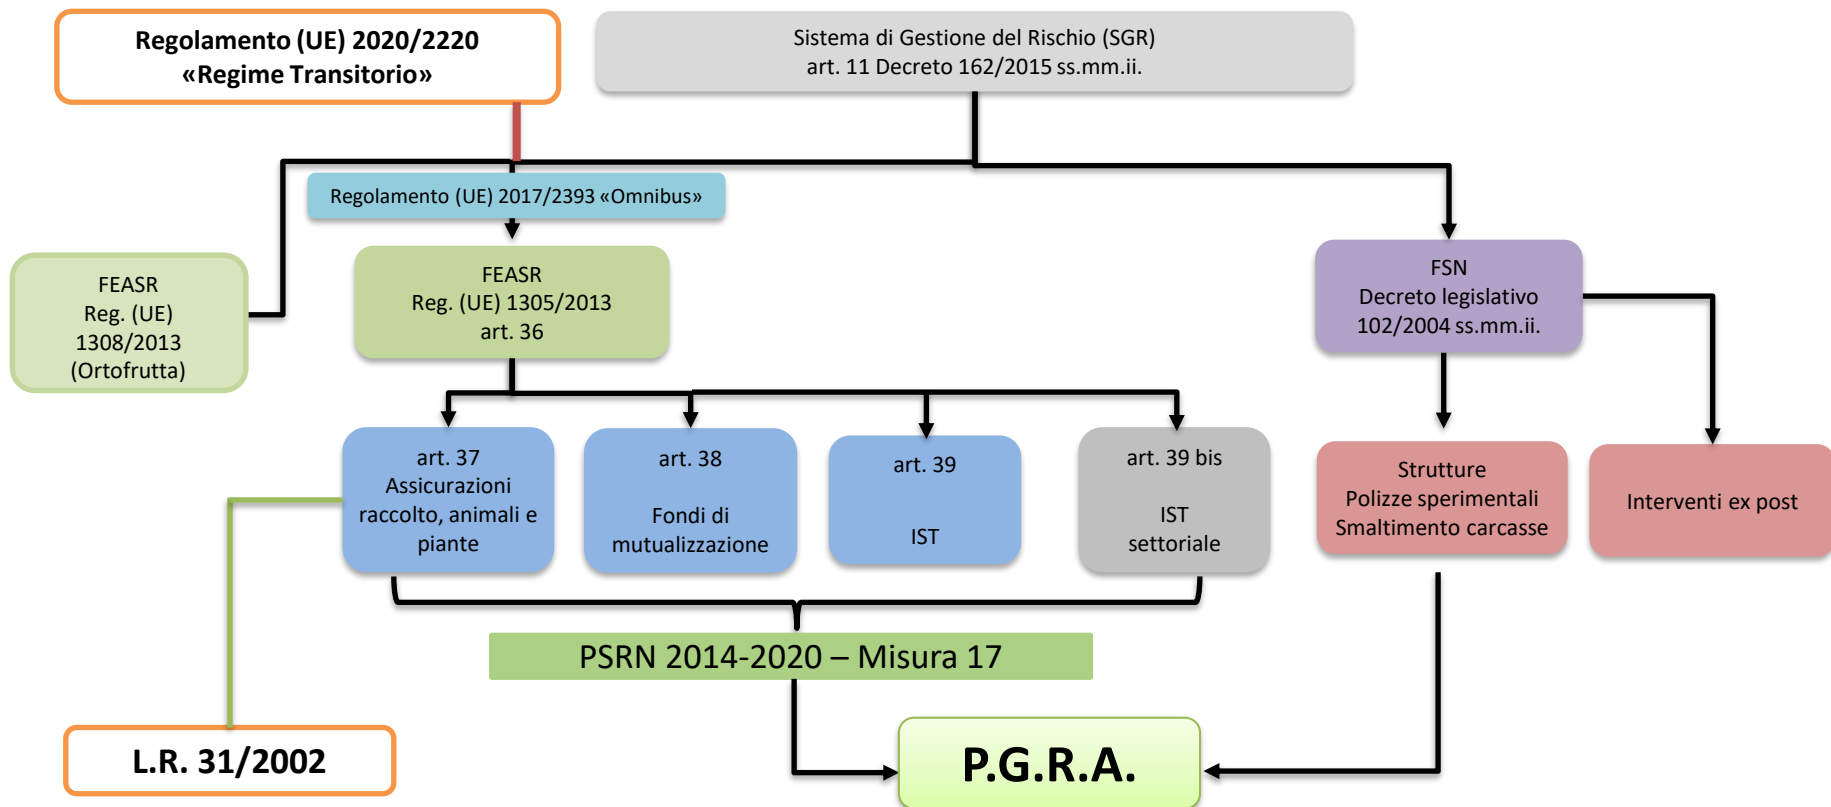 Regolamento (UE) 2020/2220
«Regime Transitorio»
Sistema di Gestione del Rischio (SGR)
art. 11 Decreto 162/2015 ss.mm.ii.
Regolamento (UE) 2017/2393 «Omnibus»
FEASR
Reg. (UE)
1308/2013
(Ortofrutta)
FEASR
Reg. (UE) 1305/2013
art. 36
FSN
Decreto legislativo
102/2004 ss.mm.ii.
art. 37
Assicurazioni
raccolto, animali e
piante
art. 38
Fondi di
mutualizzazione
art. 39
IST
art. 39 bis
IST
settoriale
Strutture
Polizze sperimentali
Smaltimento carcasse
Interventi ex post
PSRN 2014-2020 – Misura 17
L.R. 31/2002
P.G.R.A.